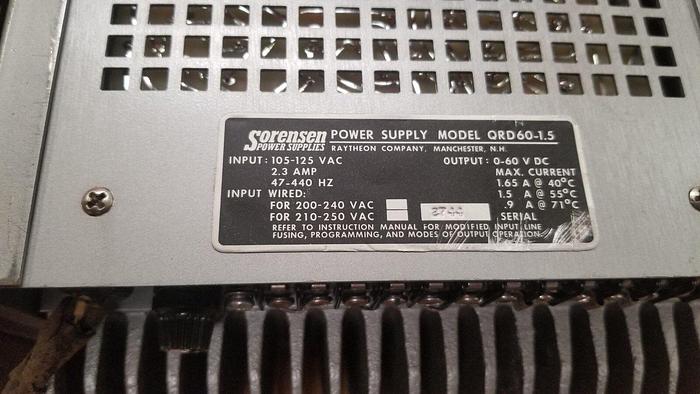 Sorensen POWER SUPPLY MODEL QRD60-1.5
POWER SUPPLIES RAYTHEON COMPANY, MANCHESTER, N.H.
INPUT: 105-125 VAC OUTPUT: 0-60 V DC
2.3 AMP MAX. CURRENT
47-440 HZ 1.65 A @ 40°C
INPUT WIRED: 1.5 A @ 55°C
FOR 200-240 VAC .9 A @ 71°C
FOR 210-250 VAC SERIAL
REFER TO INSTRUCTION MANUAL FOR MODIFIED INPUT LINE
FUSING, PROGRAMMING, AND MODES OF OUTPUT OPERATION.